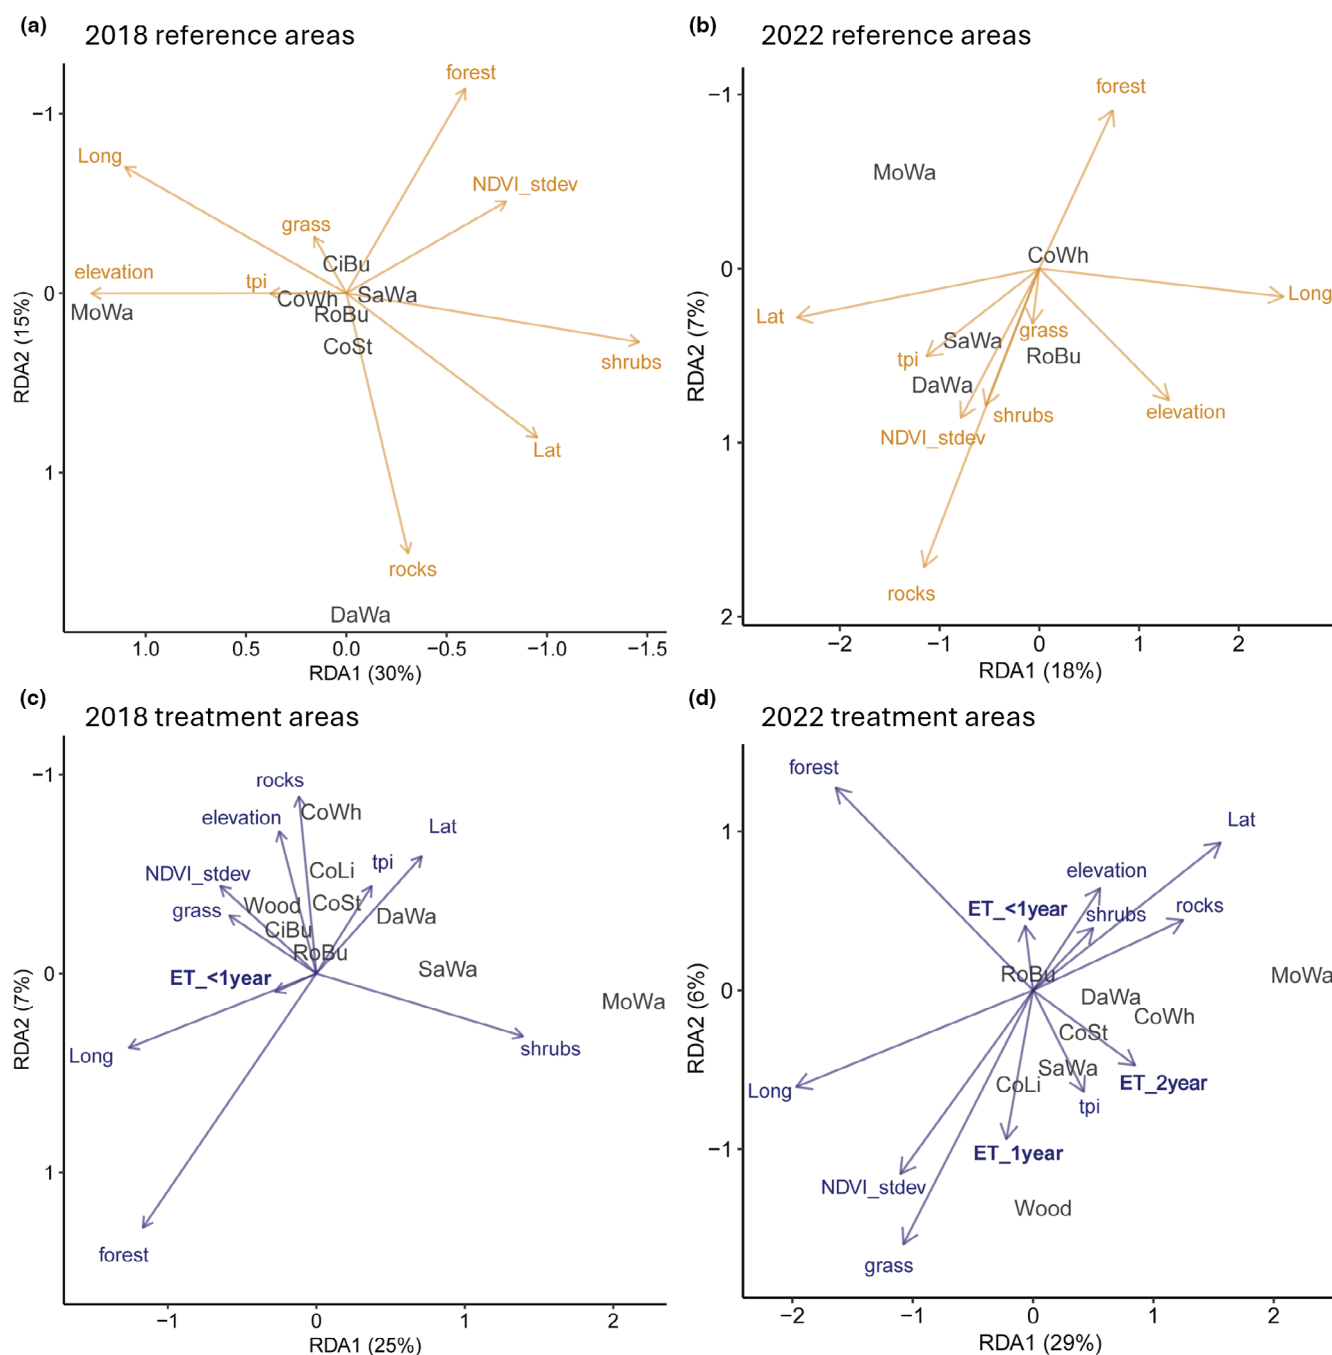 (a) 2018 reference areas
forest
Long
NDVI_stdev
grass
CiBu
elevation
tpi
CoWh
SaWa
MoWa
RoBu
CoSt
shrubs
Lat
rocks
DaWa
−1
0
1
RDA2 (15%)
1.0 0.5 0.0 −0.5 −1.0 −1.5
RDA1 (30%)
(b) 2022 reference areas
forest
MoWa
CoWh
Long
Lat
grass
SaWa
RoBu
tpi
DaWa
shrubs
elevation
NDVI_stdev
rocks
−1
0
1
2
RDA2 (7%)
−2 −1 0 1 2
RDA1 (18%)
(c) 2018 treatment areas
rocks
CoWh
elevation
Lat
tpi
CoLi
NDVI_stdev
Wood
CoSt
grass
DaWa
CiBu
RoBu
ET_<1year
SaWa
MoWa
Long
shrubs
forest
−1
0
1
RDA2 (7%)
−1 0 1 2
RDA1 (25%)
(d) 2022 treatment areas
forest
Lat
elevation
ET_<1year
shrubs
rocks
RoBu
MoWa
DaWa
CoWh
CoSt
SaWa
CoLi
ET_2year
Long
tpi
ET_1year
NDVI_stdev
Wood
grass
1
0
−1
RDA2 (6%)
−2 −1 0 1 2
RDA1 (29%)